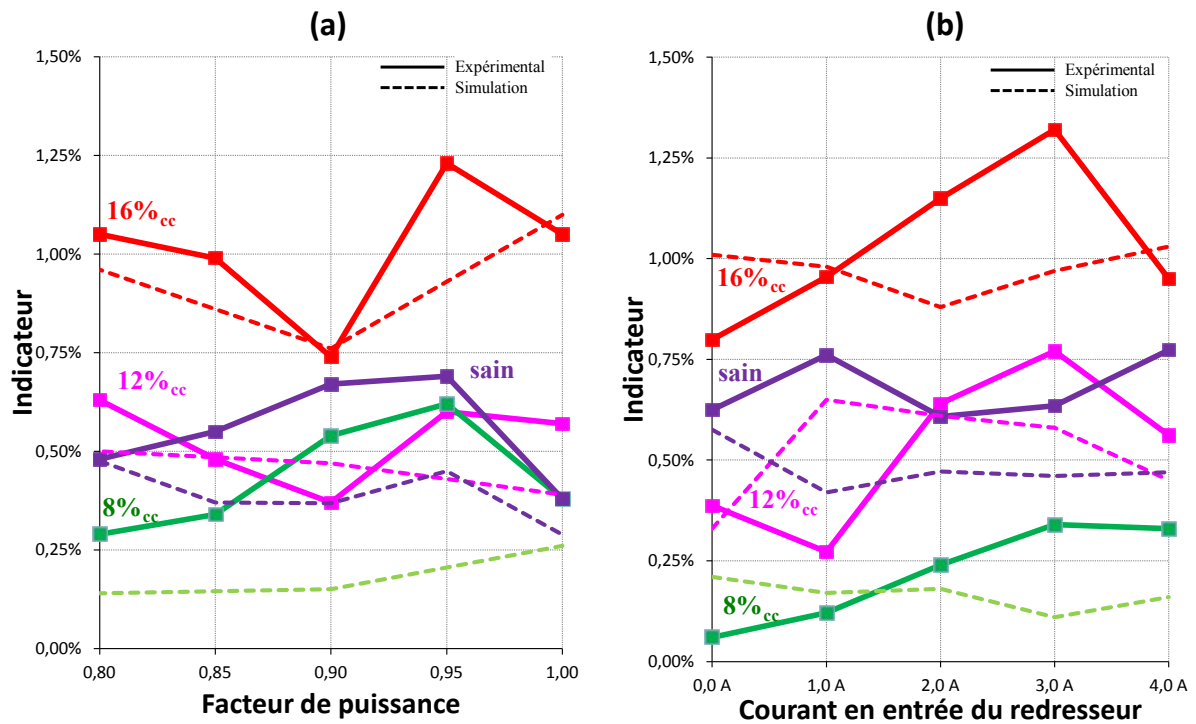 (a)
1,50%
1,25%
1,00%
0,75%
0,50%
0,25%
0,00%
Indicateur
Expérimental
Simulation
16%cc
12%cc
sain
8%cc
0,80
0,85
0,90
0,95
1,00
Facteur de puissance
(b)
1,50%
1,25%
1,00%
0,75%
0,50%
0,25%
0,00%
Indicateur
Expérimental
Simulation
16%cc
sain
12%cc
8%cc
0,0 A
1,0 A
2,0 A
3,0 A
4,0 A
Courant en entrée du redresseur